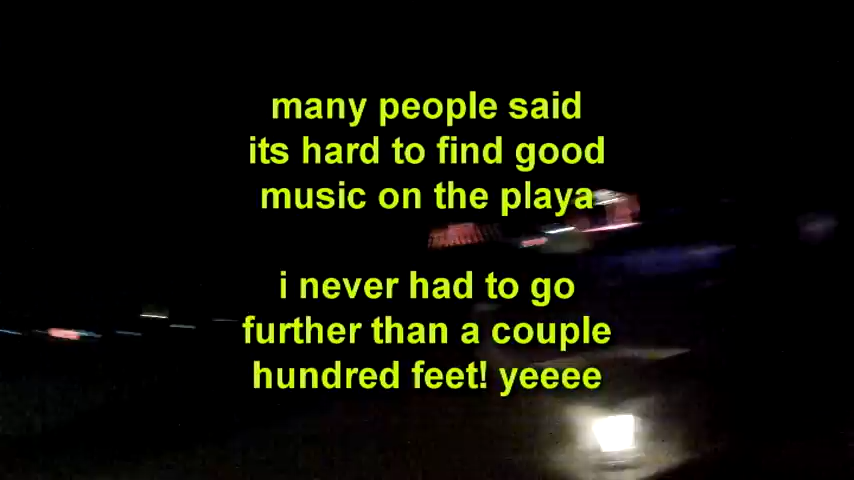 many people said
its hard to find good
music on the playa
i never had to go
further than a couple
hundred feet! yeeee